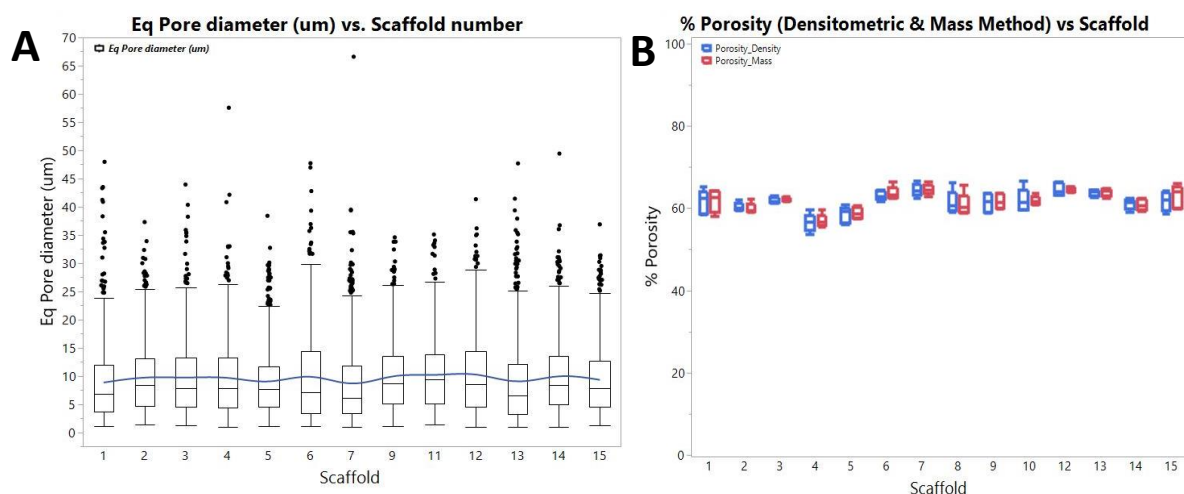 A
Eq Pore diameter (um) vs. Scaffold number
Eq Pore diameter (um)
Eq Pore diameter (um)
70
65
60
55
50
45
40
35
30
25
20
15
10
5
0
1 2 3 4 5 6 7 9 11 12 13 14 15
Scaffold
B
% Porosity (Densitometric & Mass Method) vs Scaffold
Porosity_Density
Porosity_Mass
% Porosity
100
80
60
40
20
0
1 2 3 4 5 6 7 8 9 10 12 13 14 15
Scaffold